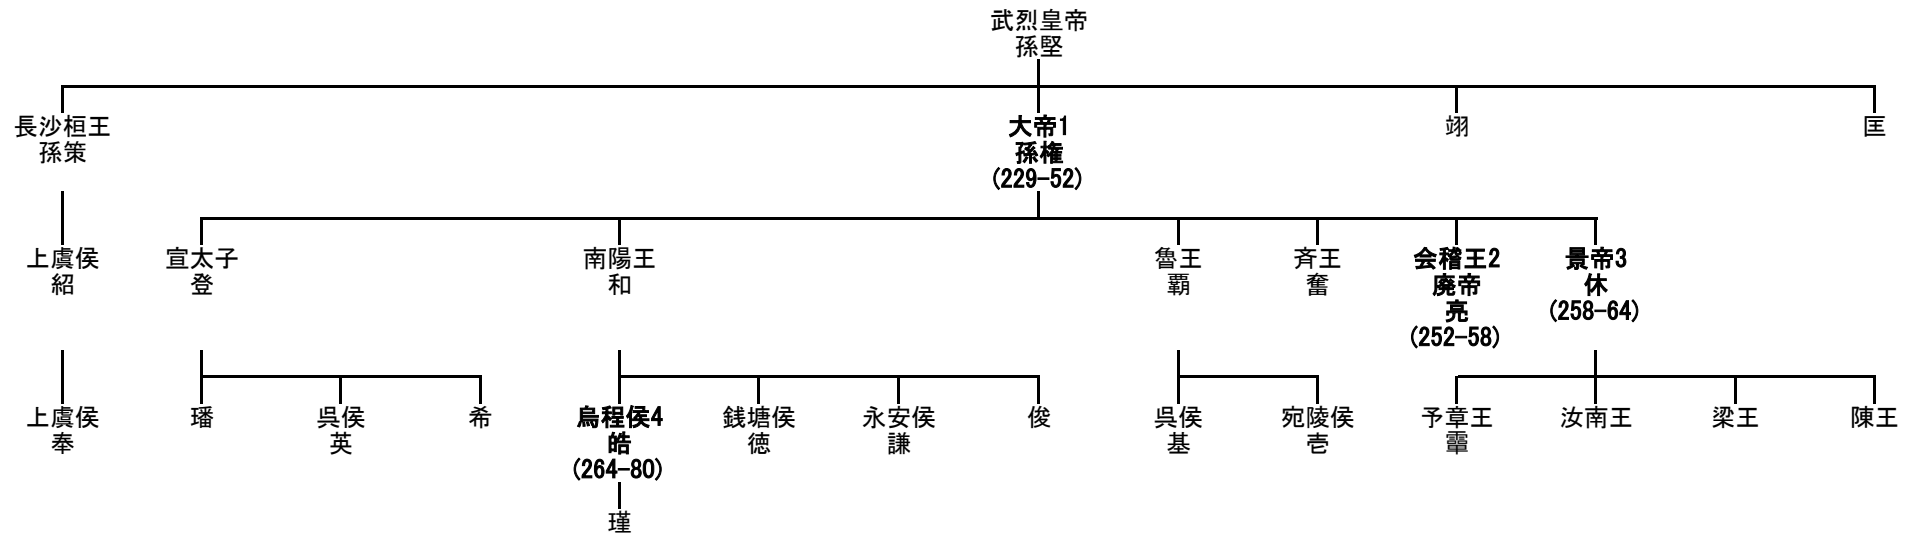 武烈皇帝
孫堅
長沙桓王
孫策
大帝1
孫権
(229-52)
翊
匡
上虞侯
紹
宣太子
登
南陽王
和
魯王
覇
斉王
奮
会稽王2
廃帝
亮
(252-58)
景帝3
休
(258-64)
上虞侯
奉
璠
呉侯
英
希
烏程侯4
皓
(264-80)
銭塘侯
徳
永安侯
謙
俊
呉侯
基
宛陵侯
壱
予章王
𩅦
汝南王
梁王
陳王
瑾